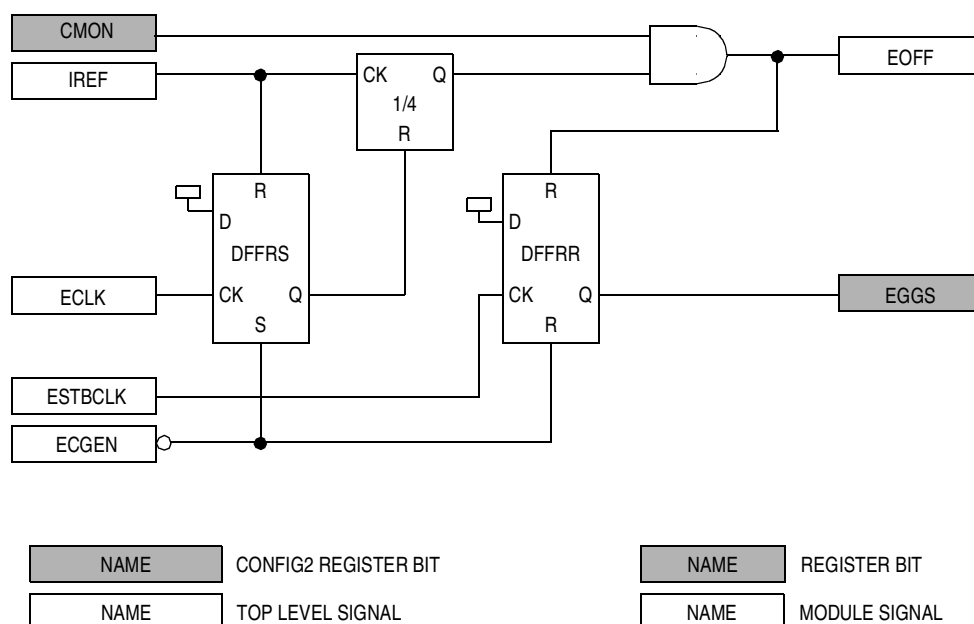 CMON
EOFF
IREF
CK Q
1/4
R
R
R
D
D
DFFRS
DFFRR
ECLK
CK Q
CK Q
EGGS
S
R
ESTBCLK
ECGEN
NAME CONFIG2 REGISTER BIT
NAME REGISTER BIT
NAME TOP LEVEL SIGNAL
NAME MODULE SIGNAL